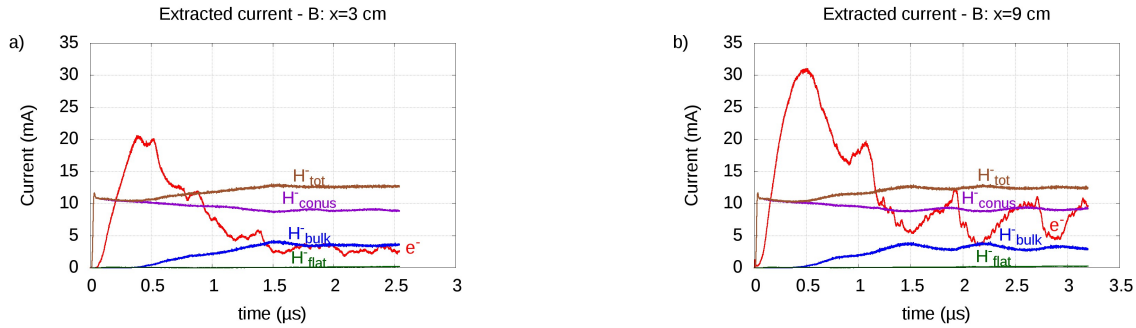 Extracted current - B: x=3 cm
a)
35
30
25
20
15
10
5
0
Current (mA)
H⁻tot
H⁻conus
H⁻bulk
e⁻
H⁻flat
0 0.5 1 1.5 2 2.5 3
time (µs)
Extracted current - B: x=9 cm
b)
35
30
25
20
15
10
5
0
Current (mA)
H⁻tot
H⁻conus
e⁻
H⁻bulk
H⁻flat
0 0.5 1 1.5 2 2.5 3 3.5
time (µs)